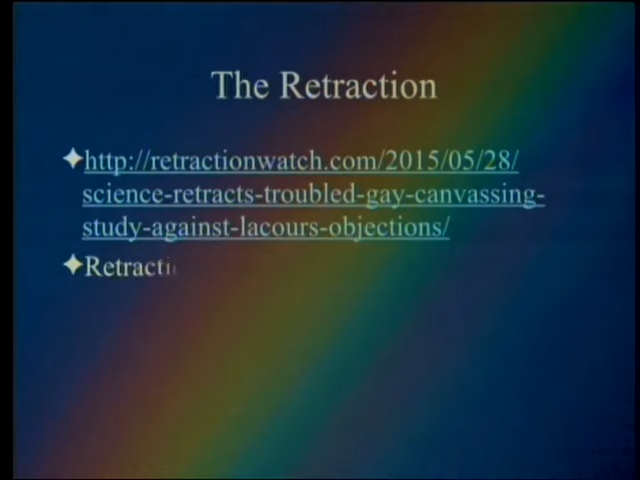 The Retraction
http://retractionwatch.com/2015/05/28/
science-retracts-troubled-gay-canvassing-
study-against-lacours-objections/
Retracti